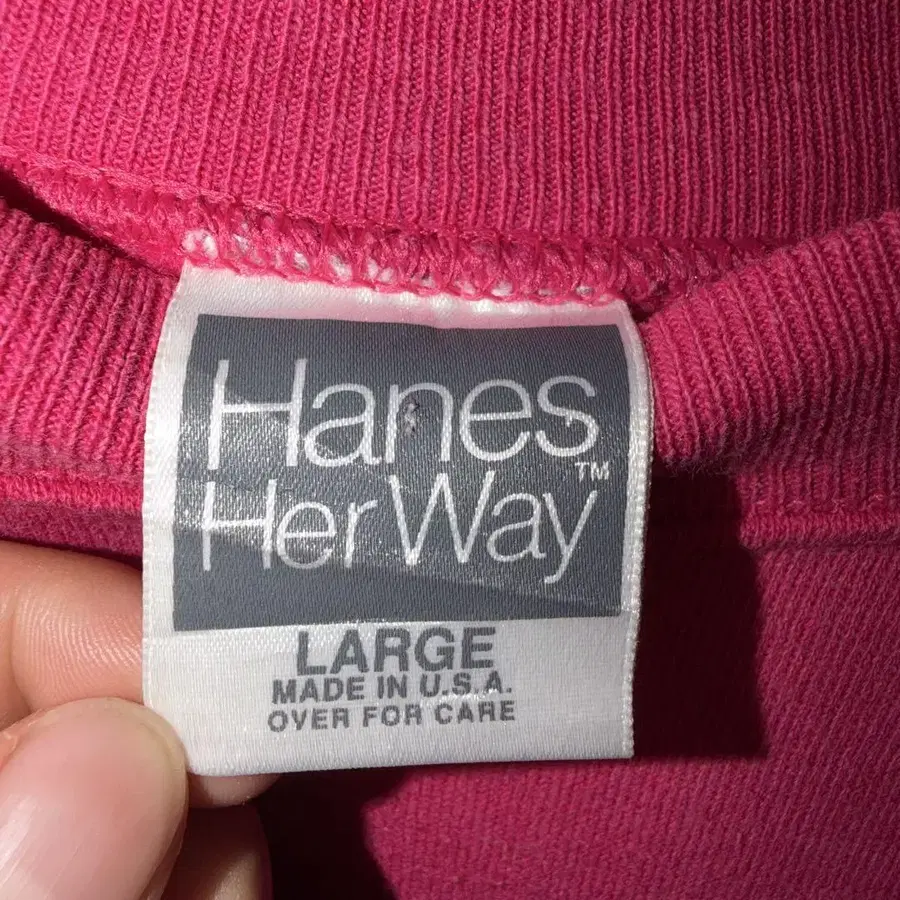 Hanes
Her Way™
LARGE
MADE IN U.S.A.
OVER FOR CARE